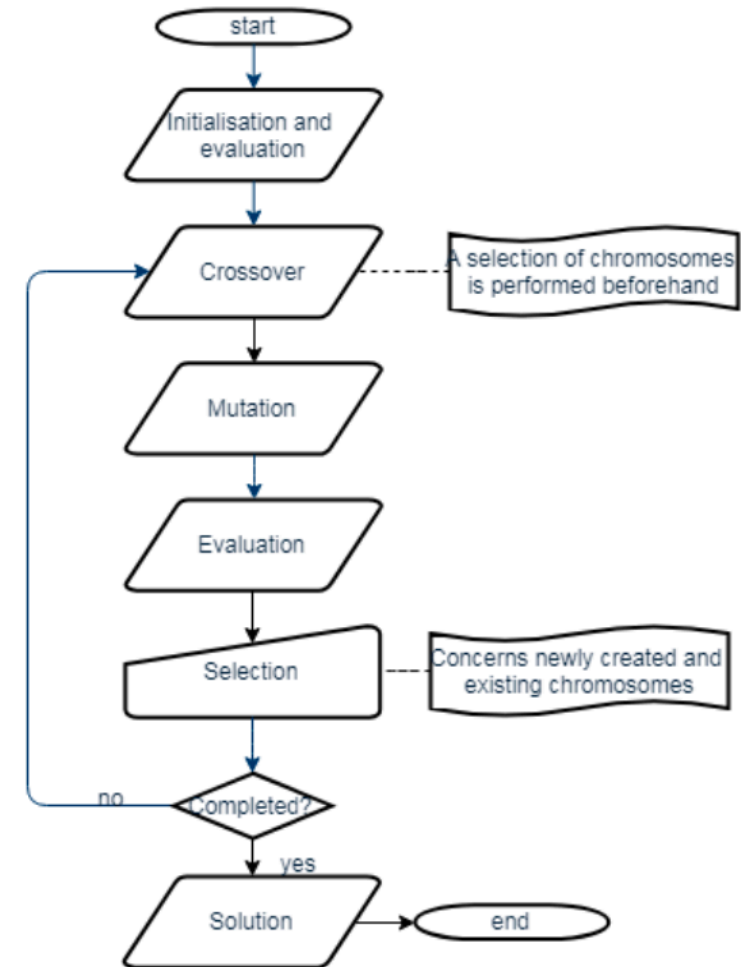 start
Initialisation and
evaluation
Crossover
A selection of chromosomes
is performed beforehand
Mutation
Evaluation
Selection
Concerns newly created and
existing chromosomes
no
Completed?
yes
Solution
end